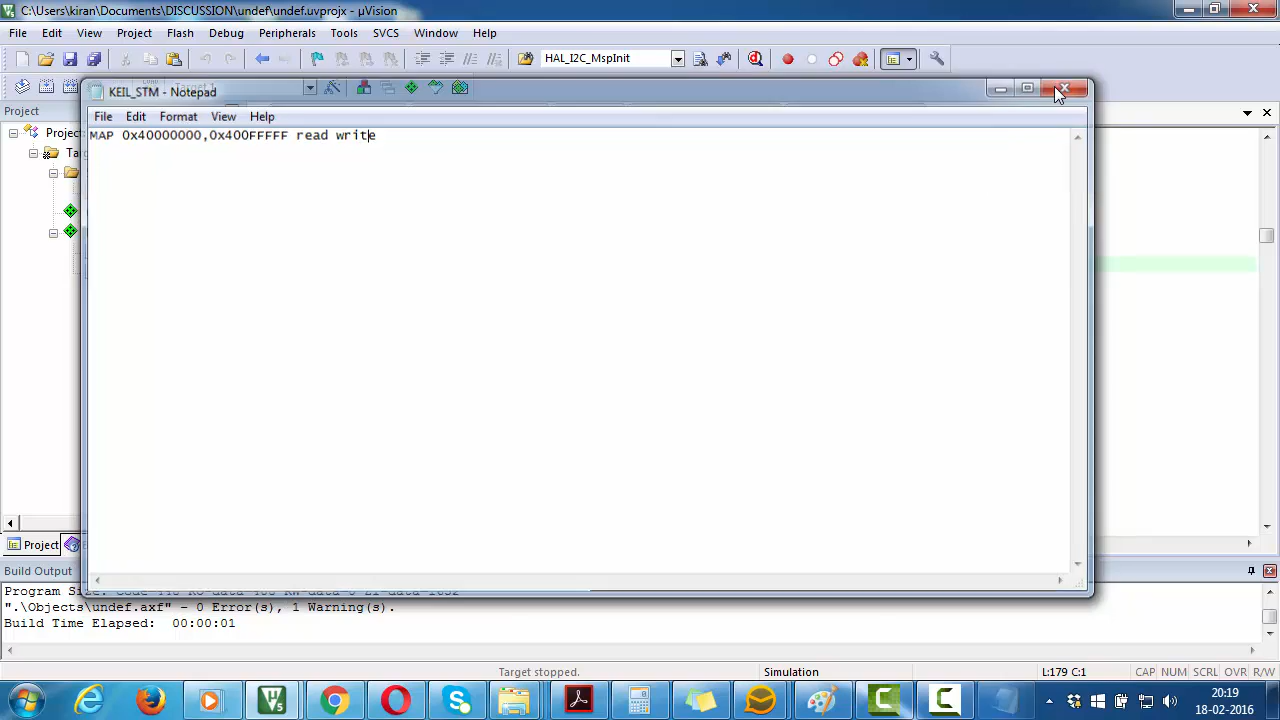 C:\Users\kiran\Documents\DISCUSSION\undef\undef.uvprojx - µVision
File Edit View Project Flash Debug Peripherals Tools SVCS Window Help
HAL_I2C_MspInit
KEIL_STM - Notepad
Project
File Edit Format View Help
MAP 0x40000000,0x400FFFFF read write
Project
Build Output
".\Objects\undef.axf" - 0 Error(s), 1 Warning(s).
Build Time Elapsed: 00:00:01
Target stopped. Simulation L:179 C:1 CAP NUM SCRL OVR R/W
20:19
18-02-2016